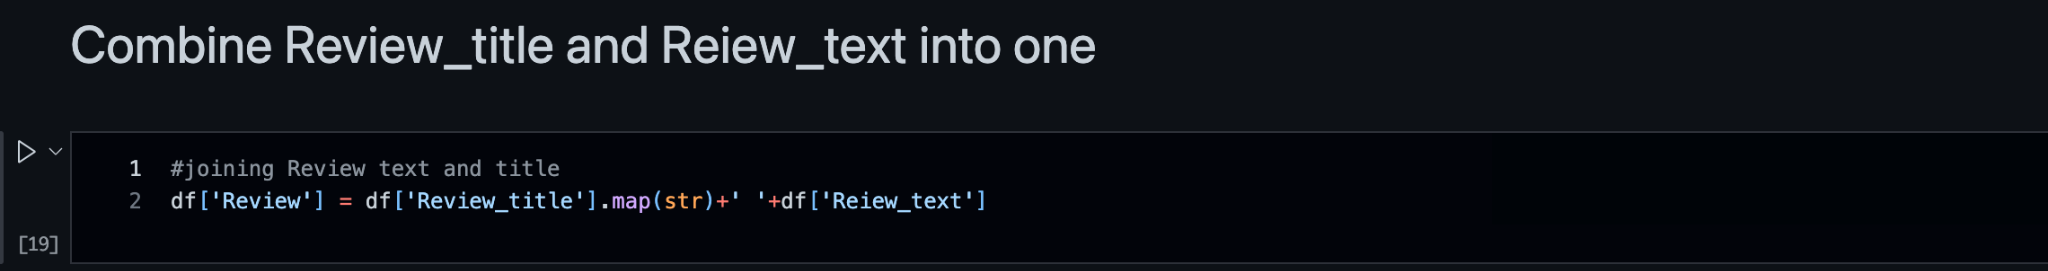 Combine Review_title and Reiew_text into one
1 #joining Review text and title
2 df['Review'] = df['Review_title'].map(str)+' '+df['Reiew_text']
[19]